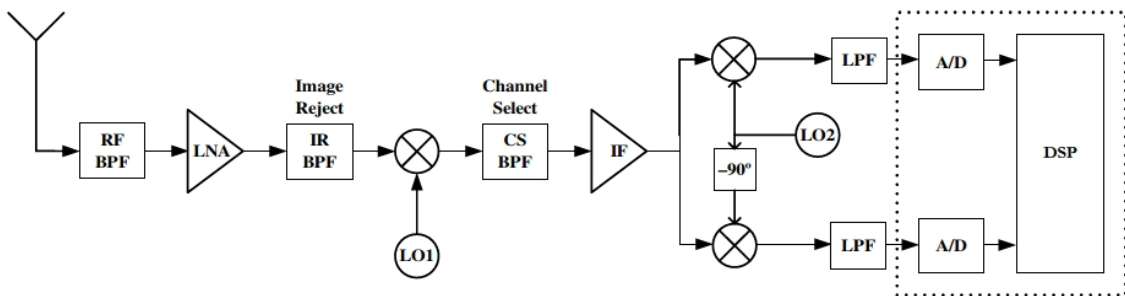 Image
Reject
Channel
Select
RF
BPF
LNA
IR
BPF
CS
BPF
IF
LO1
LPF
A/D
LO2
−90°
DSP
LPF
A/D